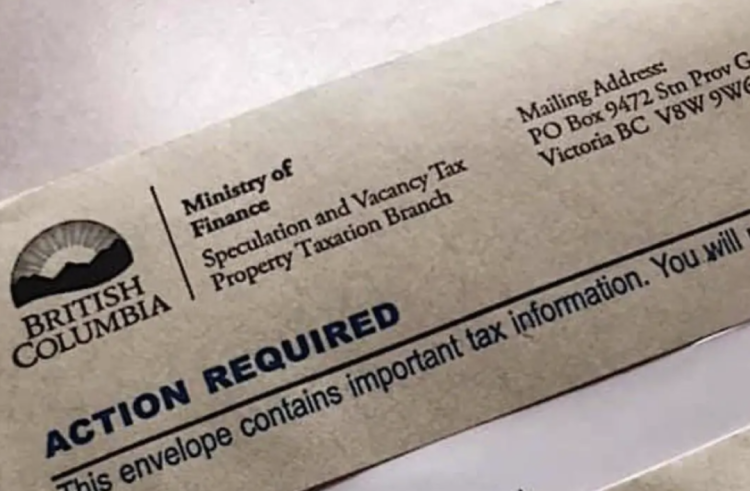 BRITISH
COLUMBIA
Ministry of
Finance
Speculation and Vacancy Tax
Property Taxation Branch
Mailing Address:
PO Box 9472 Stn Prov G
Victoria BC V8W 9W6
ACTION REQUIRED
This envelope contains important tax information. You will